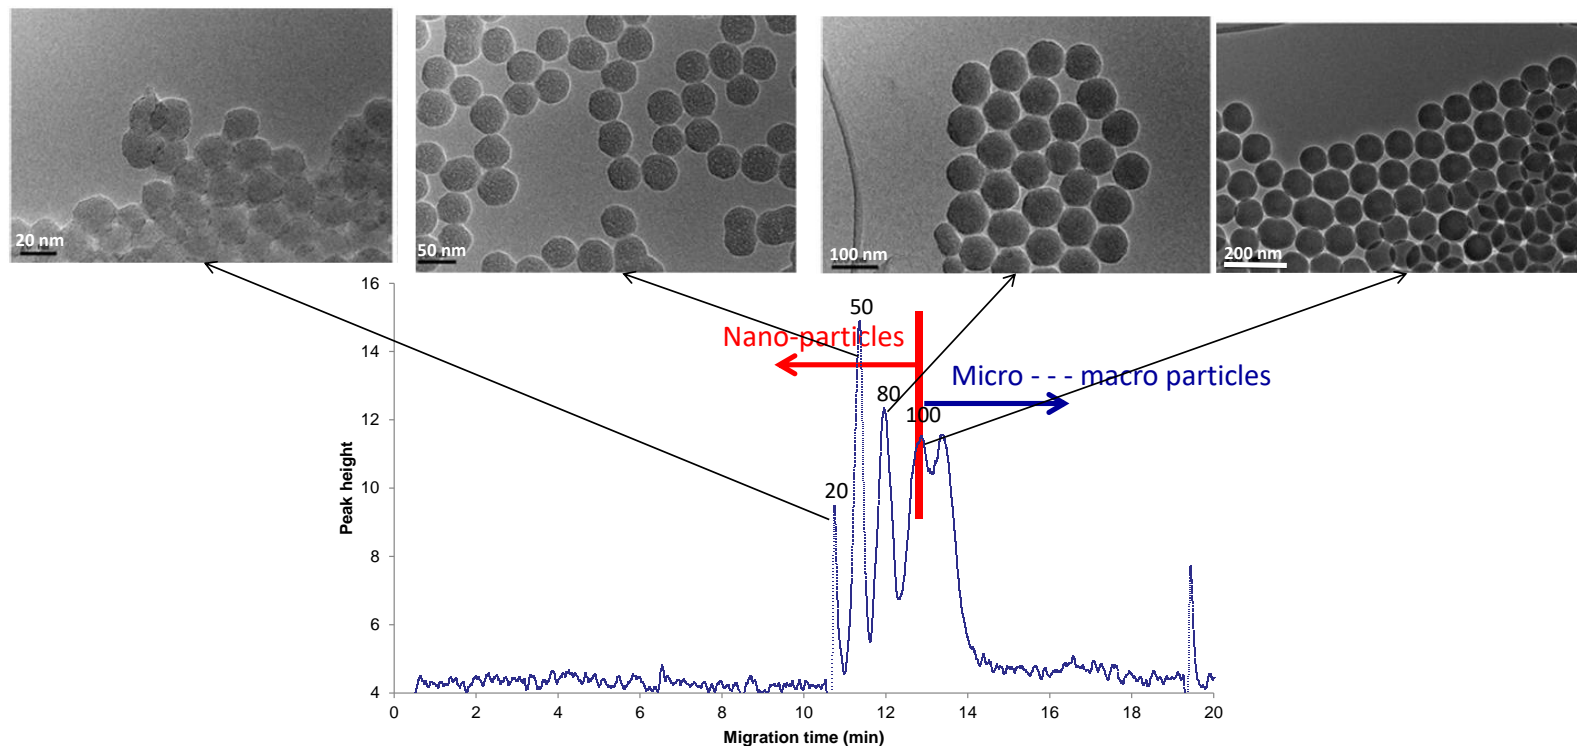 20 nm
50 nm
100 nm
200 nm
16
50
Nano-particles
14
Micro - - - macro particles
80
100
12
20
10
8
6
4
Peak height
0 2 4 6 8 10 12 14 16 18 20
Migration time (min)